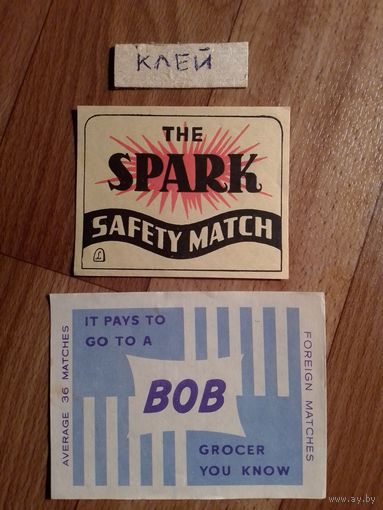 КЛЕЙ
THE
SPARK
SAFETY MATCH
IT PAYS TO
GO TO A
BOB
GROCER
YOU KNOW
AVERAGE 36 MATCHES
FOREIGN MATCHES
www.ay.by